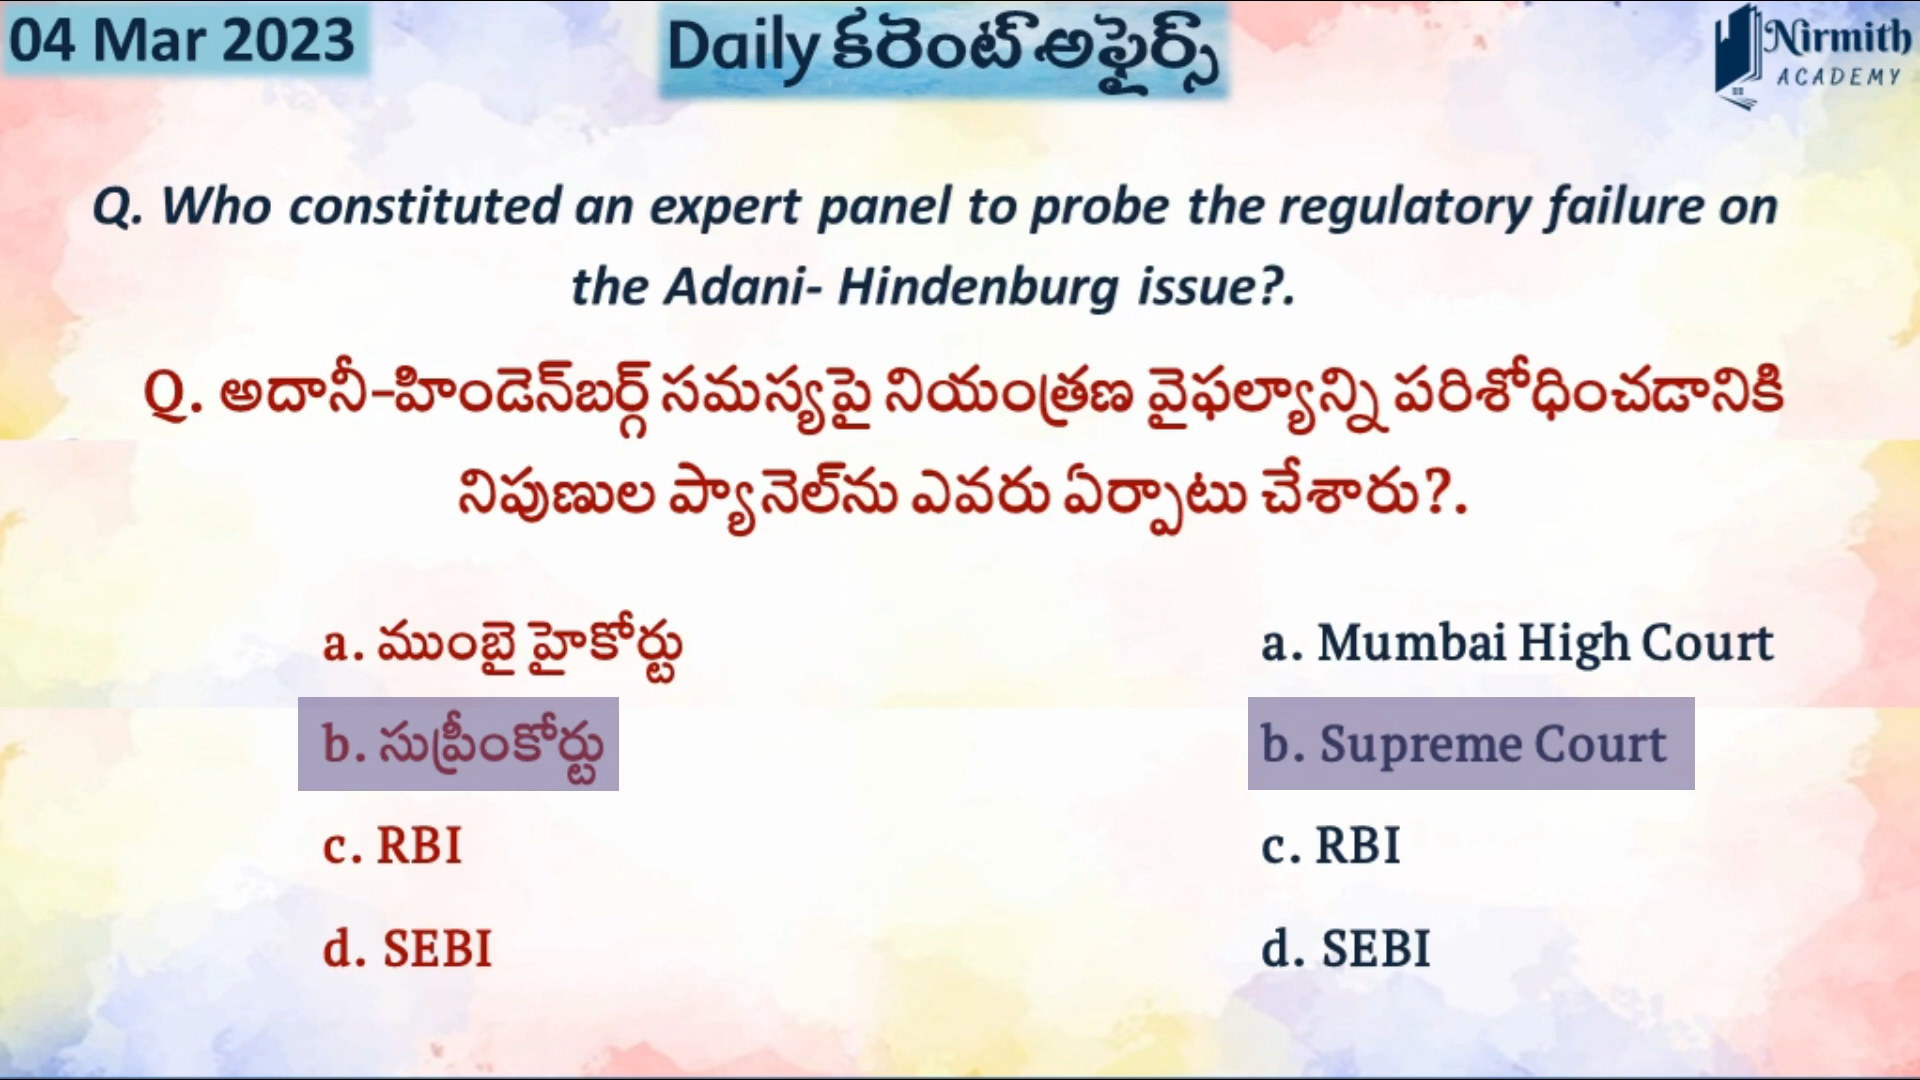 04 Mar 2023
Daily కరెంట్ అఫైర్స్
Nirmith
ACADEMY
Q. Who constituted an expert panel to probe the regulatory failure on
the Adani- Hindenburg issue?.
Q. అదానీ-హిండెన్‌బర్గ్ సమస్యపై నియంత్రణ వైఫల్యాన్ని పరిశోధించడానికి
నిపుణుల ప్యానెల్‌ను ఎవరు ఏర్పాటు చేశారు?.
a. ముంబై హైకోర్టు
b. సుప్రీంకోర్టు
c. RBI
d. SEBI
a. Mumbai High Court
b. Supreme Court
c. RBI
d. SEBI